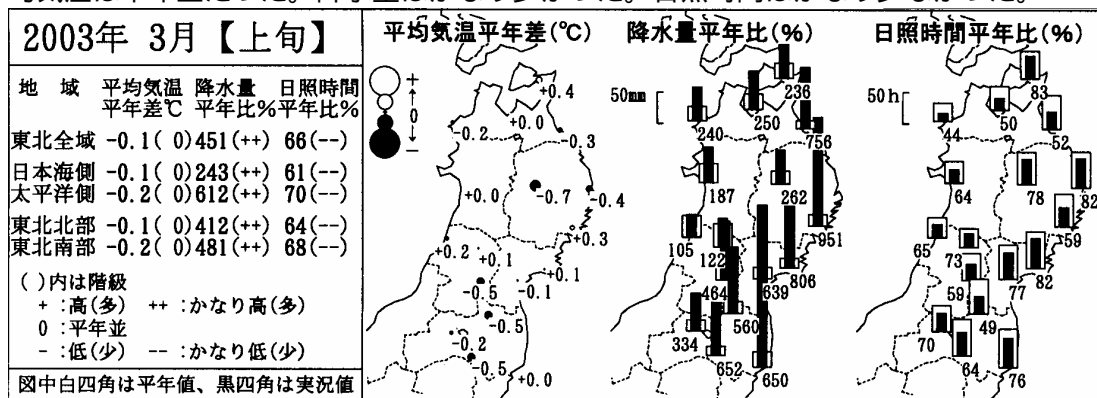 2003年 3月【上旬】
地 域 平均気温 降水量 日照時間
平年差℃ 平年比% 平年比%
東北全域 -0.1( 0) 451(++) 66(--)
日本海側 -0.1( 0) 243(++) 61(--)
太平洋側 -0.2( 0) 612(++) 70(--)
東北北部 -0.1( 0) 412(++) 64(--)
東北南部 -0.2( 0) 481(++) 68(--)
( )内は階級
+ :高(多) ++ :かなり高(多)
0 :平年並
- :低(少) -- :かなり低(少)
図中白四角は平年値、黒四角は実況値
平均気温平年差(℃)
+
0
-
+0.4
-0.2 +0.0
-0.3
-0.7
+0.0 -0.4
+0.3
+0.2 +0.1
+0.1
-0.5 -0.1
-0.5
-0.2
-0.5
+0.0
降水量平年比(%)
50mm
236
240 250
756
187 262
951
105
122 806
464 639
560
334
652 650
日照時間平年比(%)
50h
83
44 50
52
64 78 82
59
65
73 82
59 77
49
70
64 76